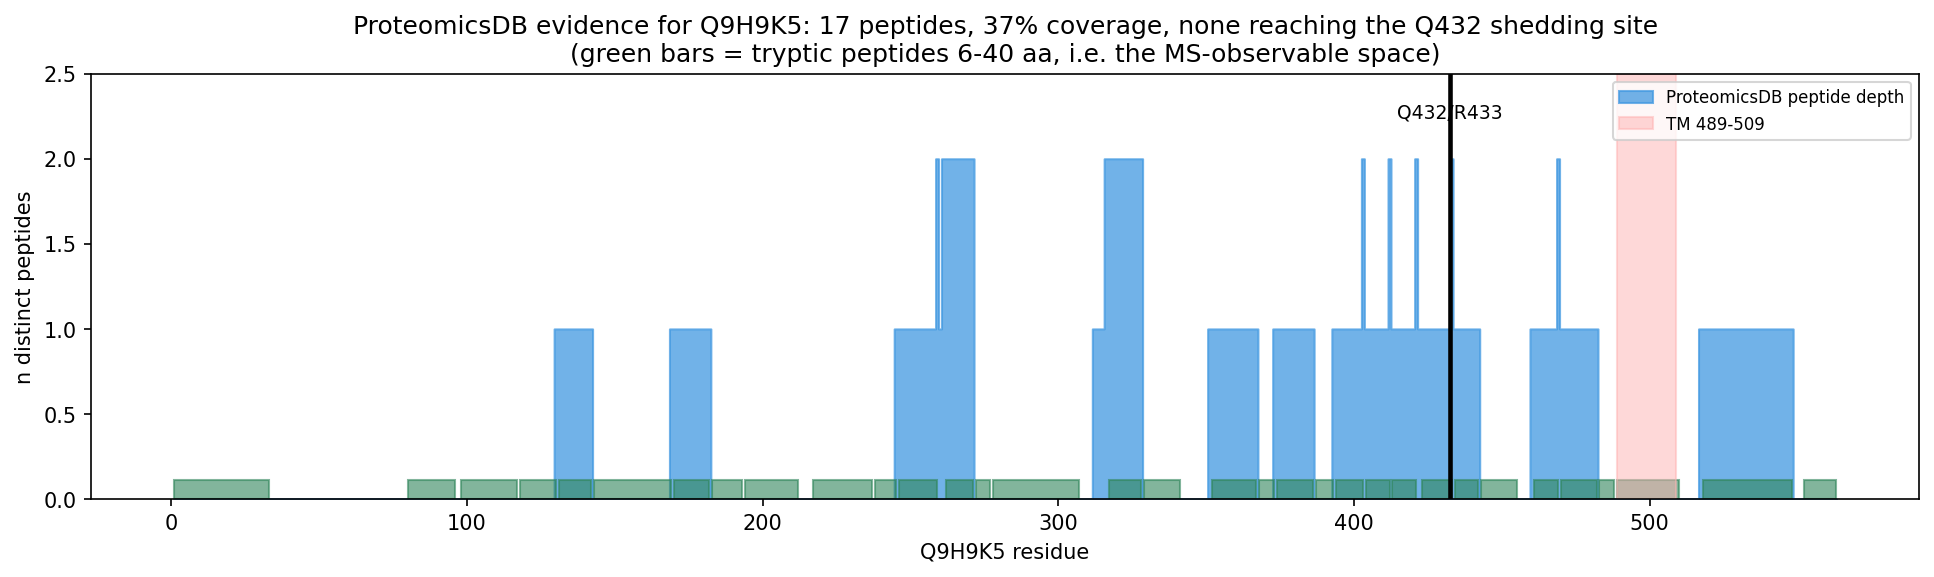 ProteomicsDB evidence for Q9H9K5: 17 peptides, 37% coverage, none reaching the Q432 shedding site
(green bars = tryptic peptides 6-40 aa, i.e. the MS-observable space)
n distinct peptides
2.5
2.0
1.5
1.0
0.5
0.0
Q432/R433
ProteomicsDB peptide depth
TM 489-509
0
100
200
300
400
500
Q9H9K5 residue